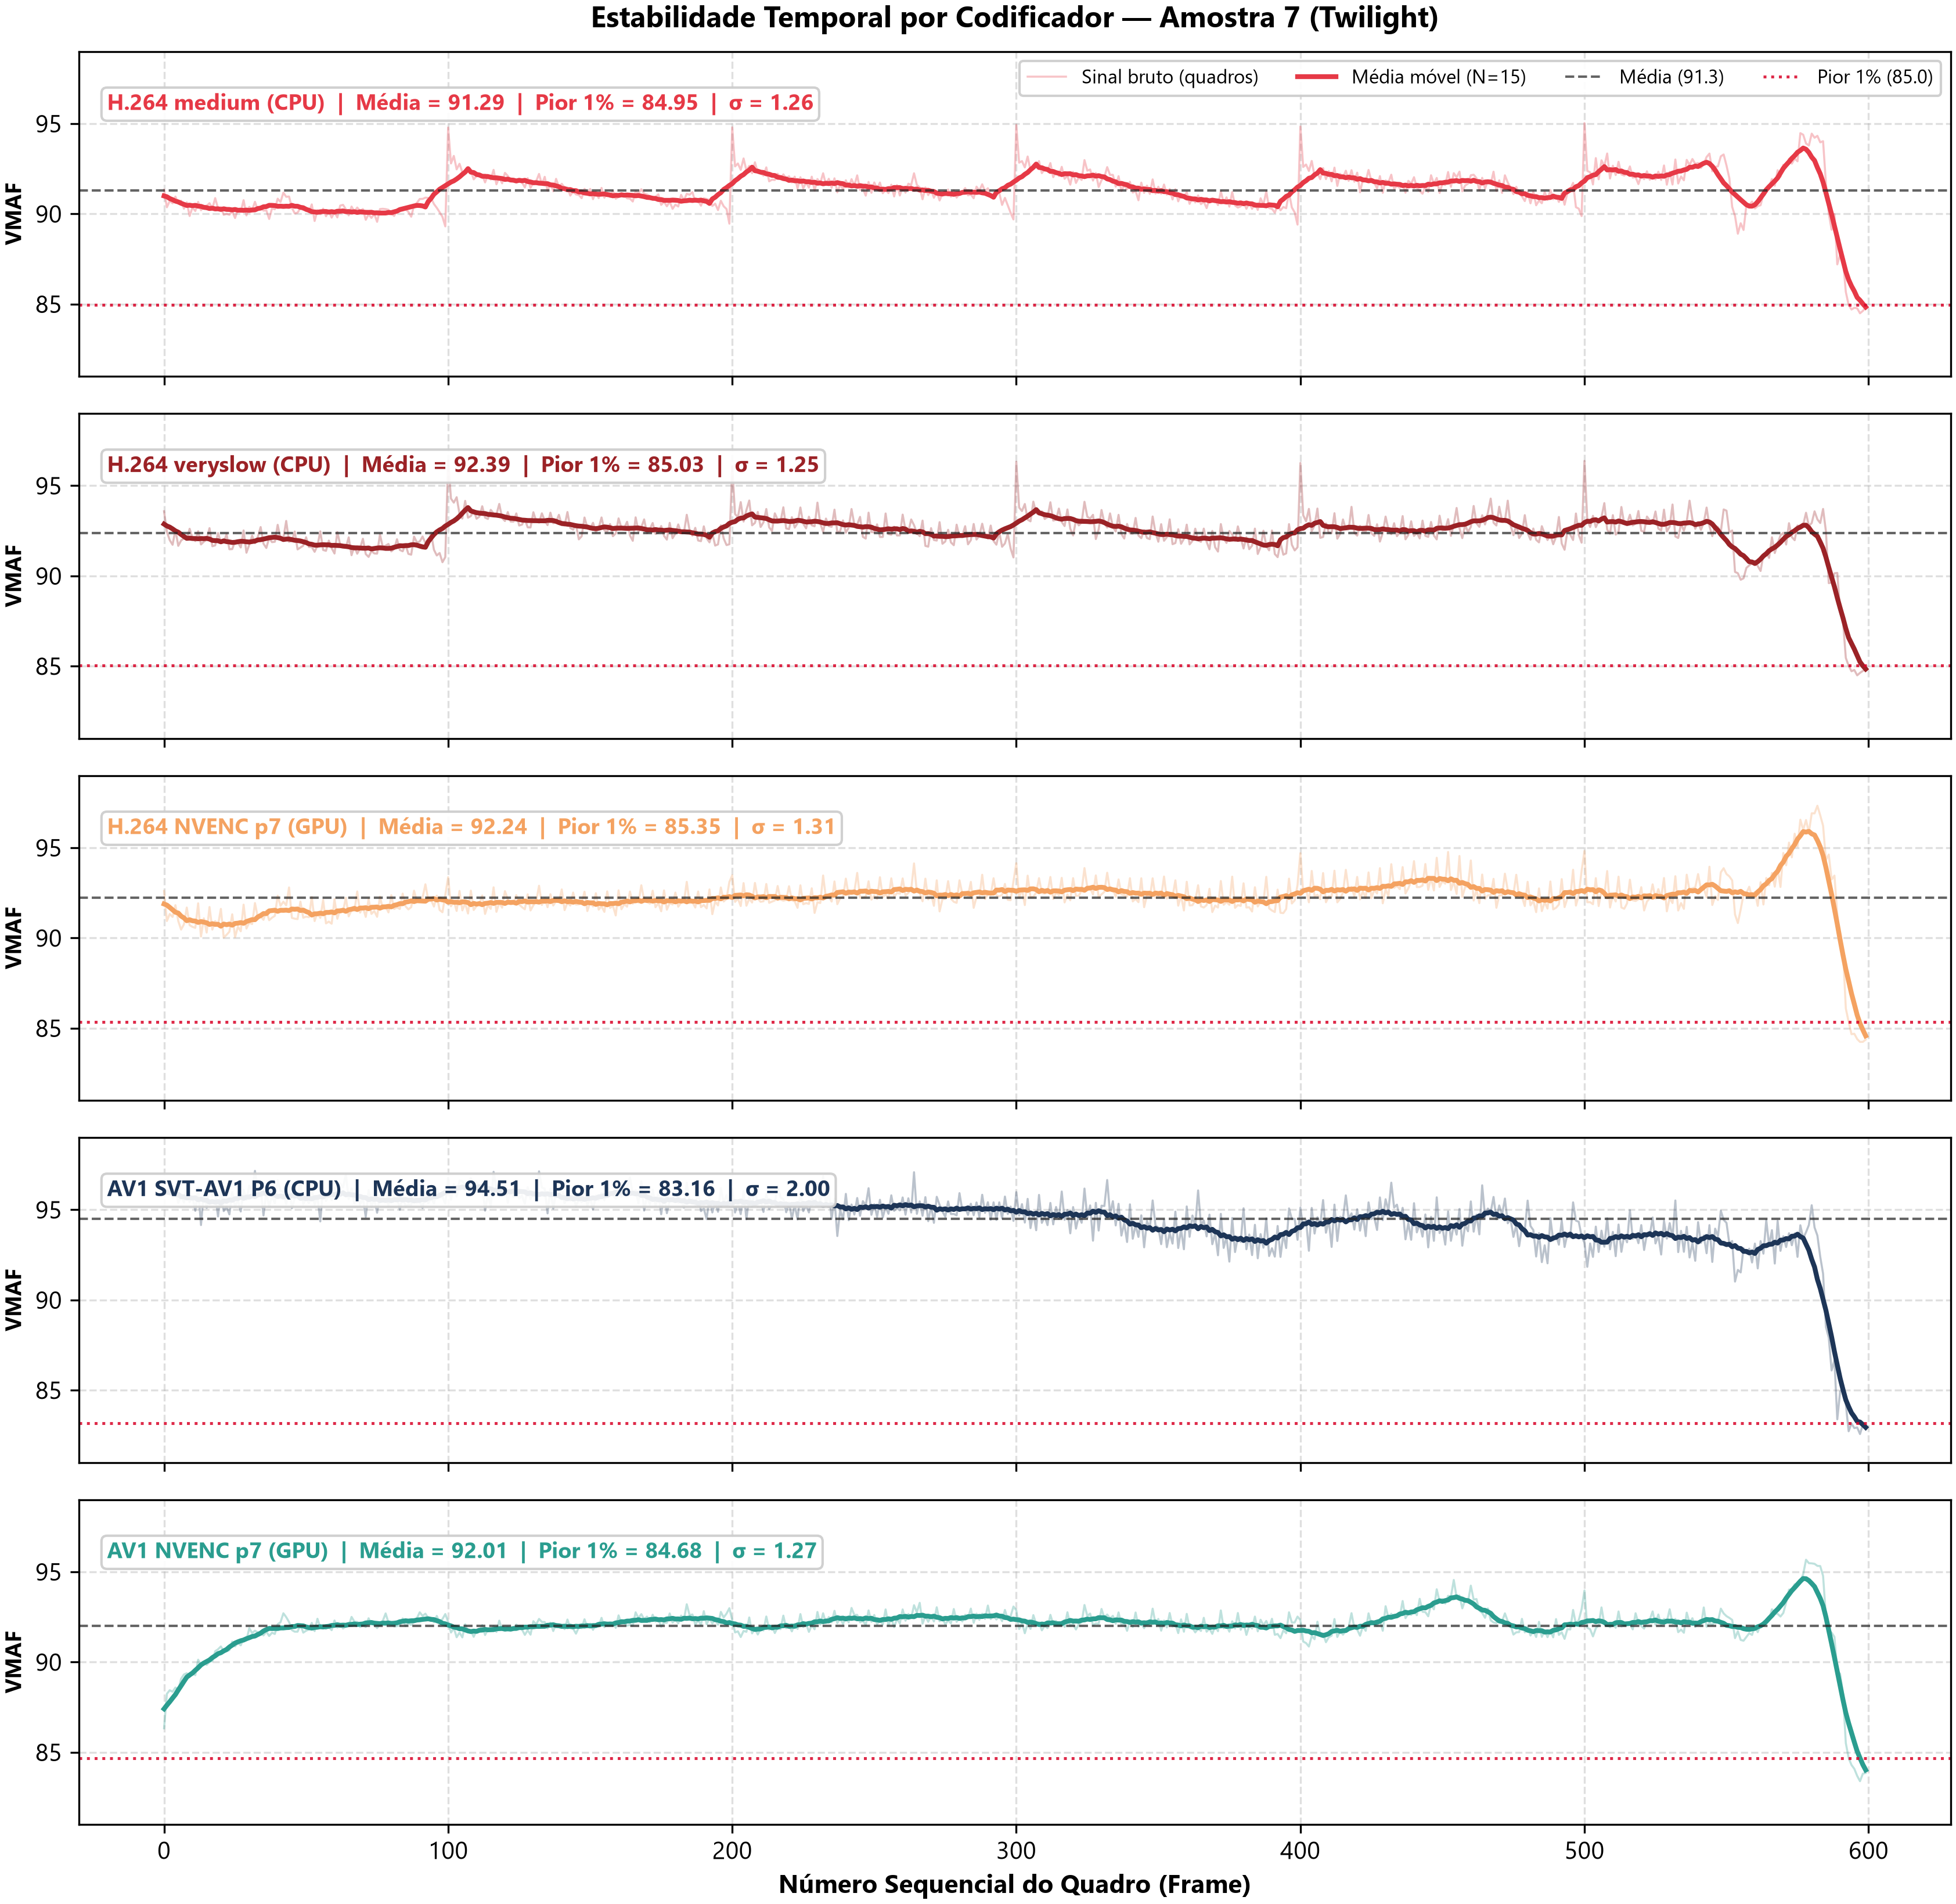 Estabilidade Temporal por Codificador — Amostra 7 (Twilight)
Sinal bruto (quadros) Média móvel (N=15) Média (91.3) Pior 1% (85.0)
H.264 medium (CPU) | Média = 91.29 | Pior 1% = 84.95 | σ = 1.26
95
90
85
VMAF
H.264 veryslow (CPU) | Média = 92.39 | Pior 1% = 85.03 | σ = 1.25
95
90
85
VMAF
H.264 NVENC p7 (GPU) | Média = 92.24 | Pior 1% = 85.35 | σ = 1.31
95
90
85
VMAF
AV1 SVT-AV1 P6 (CPU) | Média = 94.51 | Pior 1% = 83.16 | σ = 2.00
95
90
85
VMAF
AV1 NVENC p7 (GPU) | Média = 92.01 | Pior 1% = 84.68 | σ = 1.27
95
90
85
VMAF
0 100 200 300 400 500 600
Número Sequencial do Quadro (Frame)